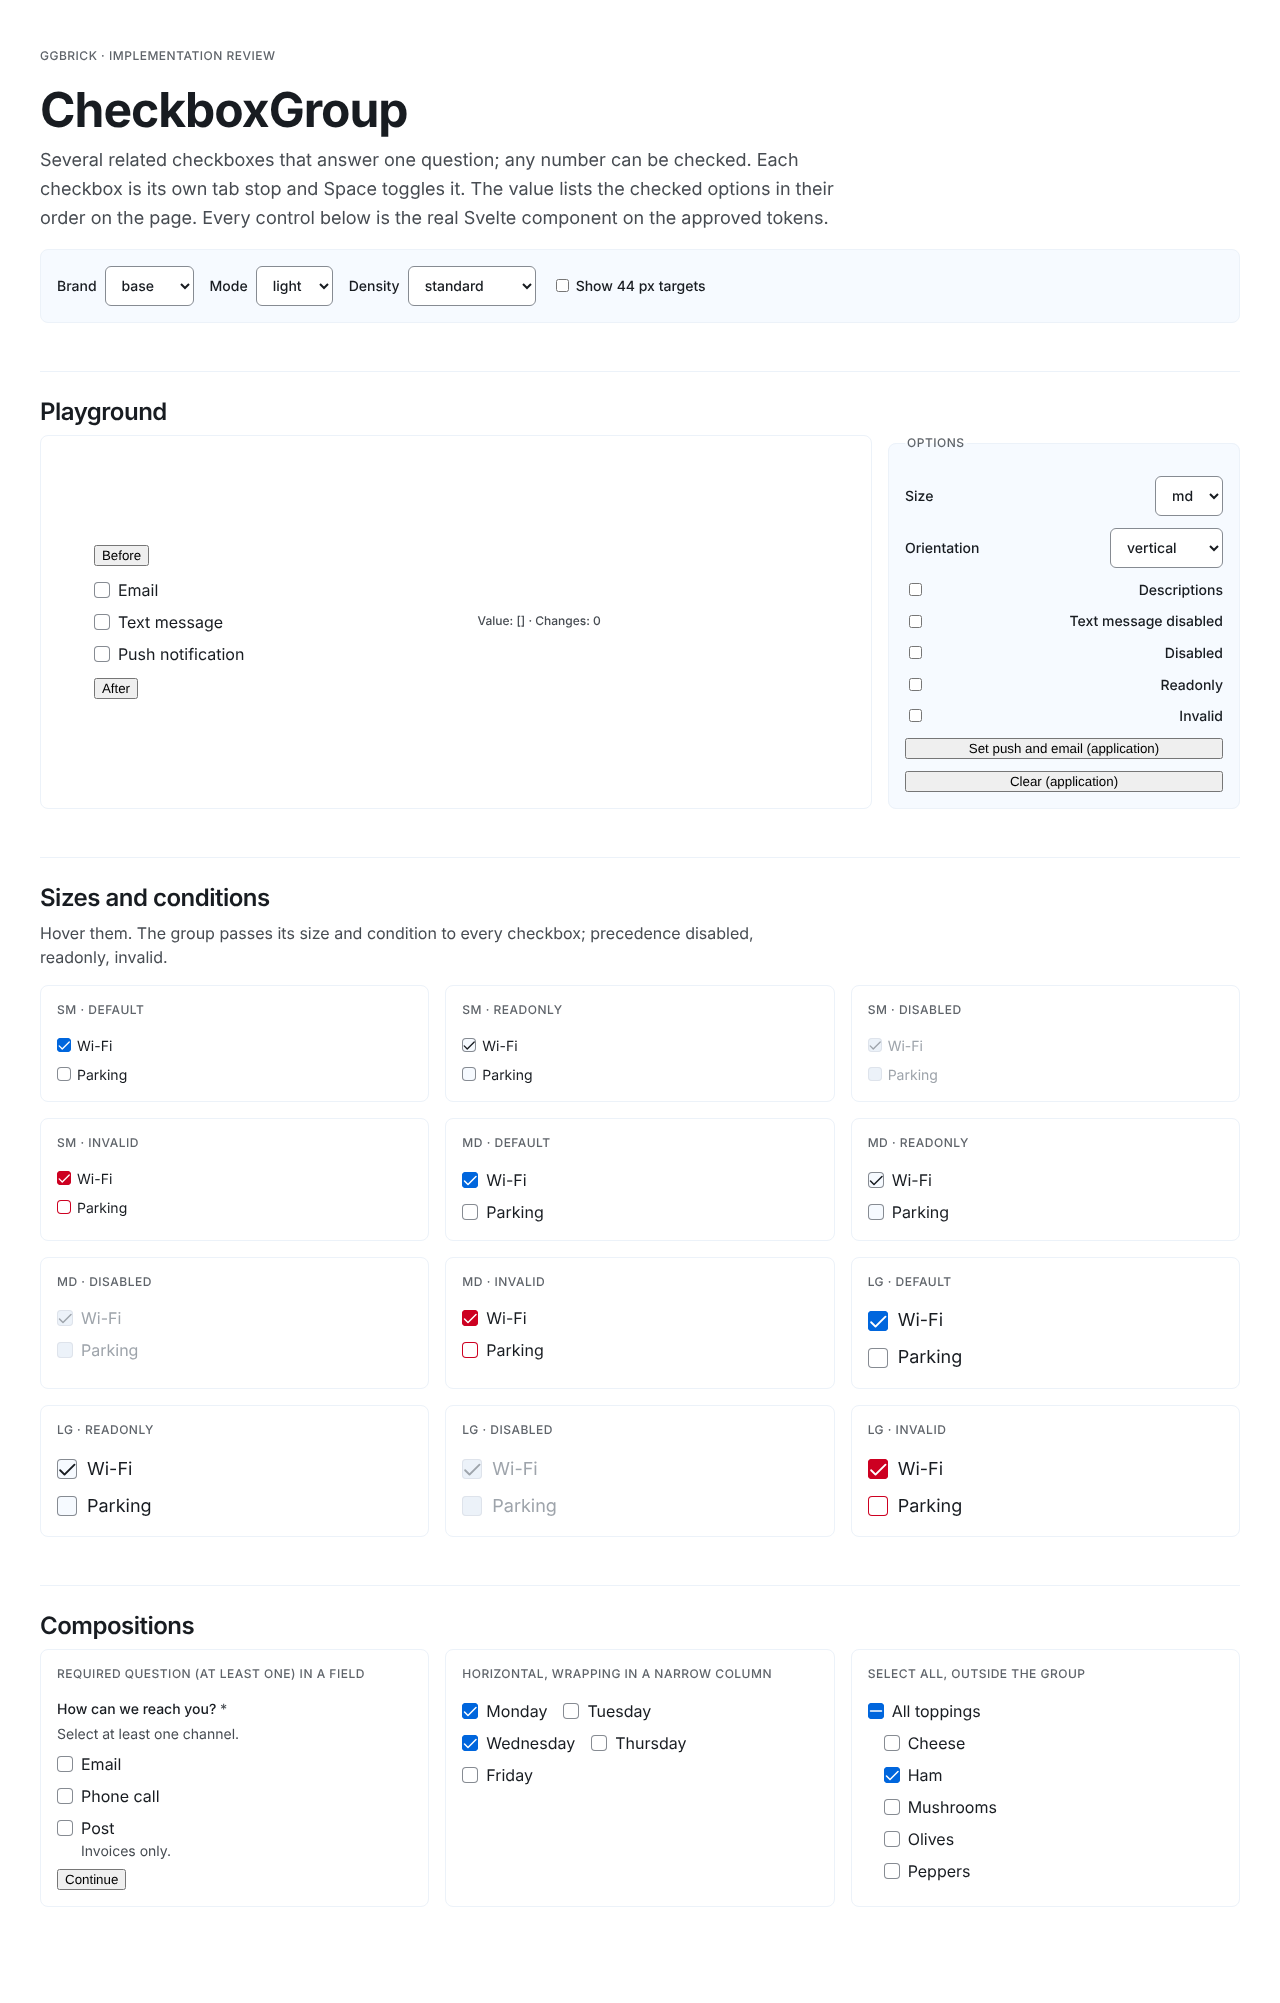 GGBRICK · IMPLEMENTATION REVIEW
CheckboxGroup
Several related checkboxes that answer one question; any number can be checked. Each
checkbox is its own tab stop and Space toggles it. The value lists the checked options in their
order on the page. Every control below is the real Svelte component on the approved tokens.
Brand base Mode light Density standard Show 44 px targets
Playground
Before
Email
Text message
Push notification
After
Value: [] · Changes: 0
OPTIONS
Size md
Orientation vertical
Descriptions
Text message disabled
Disabled
Readonly
Invalid
Set push and email (application)
Clear (application)
Sizes and conditions
Hover them. The group passes its size and condition to every checkbox; precedence disabled,
readonly, invalid.
SM · DEFAULT
Wi-Fi
Parking
SM · READONLY
Wi-Fi
Parking
SM · DISABLED
Wi-Fi
Parking
SM · INVALID
Wi-Fi
Parking
MD · DEFAULT
Wi-Fi
Parking
MD · READONLY
Wi-Fi
Parking
MD · DISABLED
Wi-Fi
Parking
MD · INVALID
Wi-Fi
Parking
LG · DEFAULT
Wi-Fi
Parking
LG · READONLY
Wi-Fi
Parking
LG · DISABLED
Wi-Fi
Parking
LG · INVALID
Wi-Fi
Parking
Compositions
REQUIRED QUESTION (AT LEAST ONE) IN A FIELD
How can we reach you? *
Select at least one channel.
Email
Phone call
Post
Invoices only.
Continue
HORIZONTAL, WRAPPING IN A NARROW COLUMN
Monday Tuesday
Wednesday Thursday
Friday
SELECT ALL, OUTSIDE THE GROUP
All toppings
Cheese
Ham
Mushrooms
Olives
Peppers